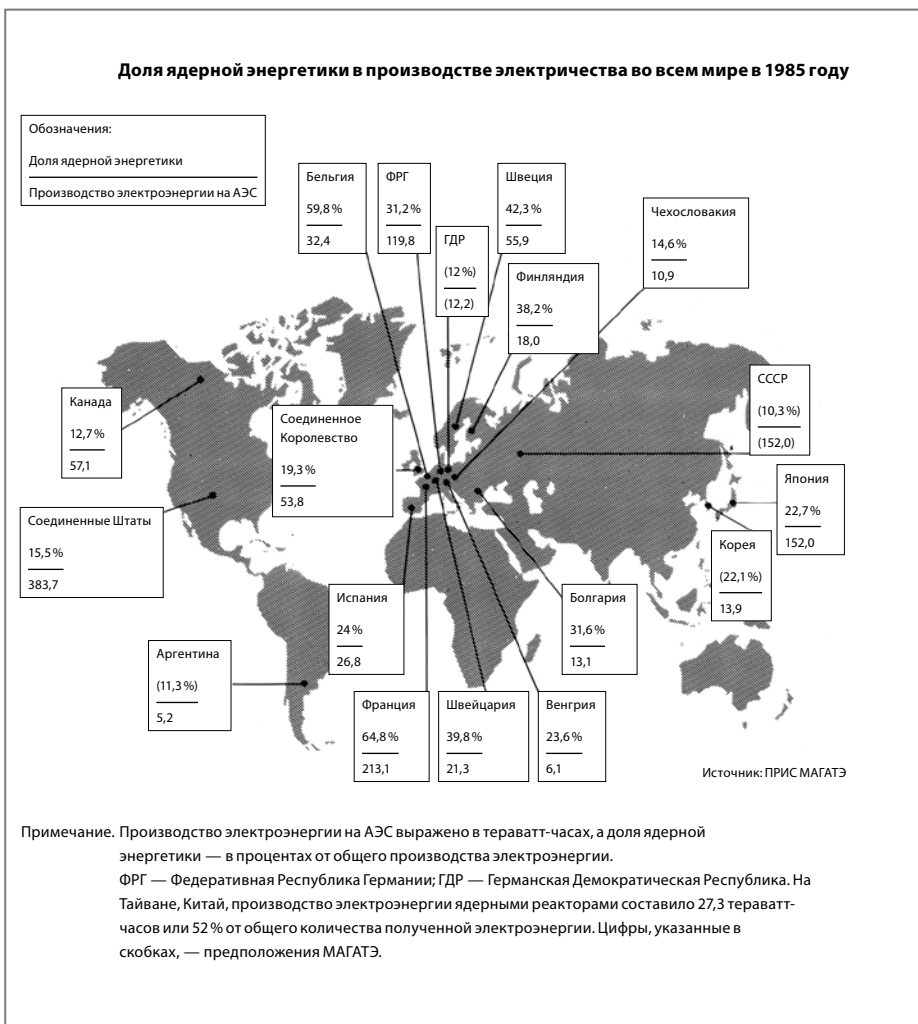 Доля ядерной энергетики в производстве электричества во всем мире в 1985 году
Обозначения:
Доля ядерной энергетики
Производство электроэнергии на АЭС
Бельгия
59,8 %
32,4
ФРГ
31,2 %
119,8
ГДР
(12 %)
(12,2)
Швеция
42,3 %
55,9
Финляндия
38,2 %
18,0
Чехословакия
14,6 %
10,9
СССР
(10,3 %)
(152,0)
Канада
12,7 %
57,1
Соединенное
Королевство
19,3 %
53,8
Япония
22,7 %
152,0
Соединенные Штаты
15,5%
383,7
Корея
(22,1 %)
13,9
Испания
24 %
26,8
Болгария
31,6 %
13,1
Аргентина
(11,3 %)
5,2
Франция
64,8 %
213,1
Швейцария
39,8 %
21,3
Венгрия
23,6 %
6,1
Источник: ПРИС МАГАТЭ
Примечание. Производство электроэнергии на АЭС выражено в тераватт-часах, а доля ядерной
энергетики — в процентах от общего производства электроэнергии.
ФРГ — Федеративная Республика Германии; ГДР — Германская Демократическая Республика. На
Тайване, Китай, производство электроэнергии ядерными реакторами составило 27,3 тераватт-
часов или 52 % от общего количества полученной электроэнергии. Цифры, указанные в
скобках, — предположения МАГАТЭ.